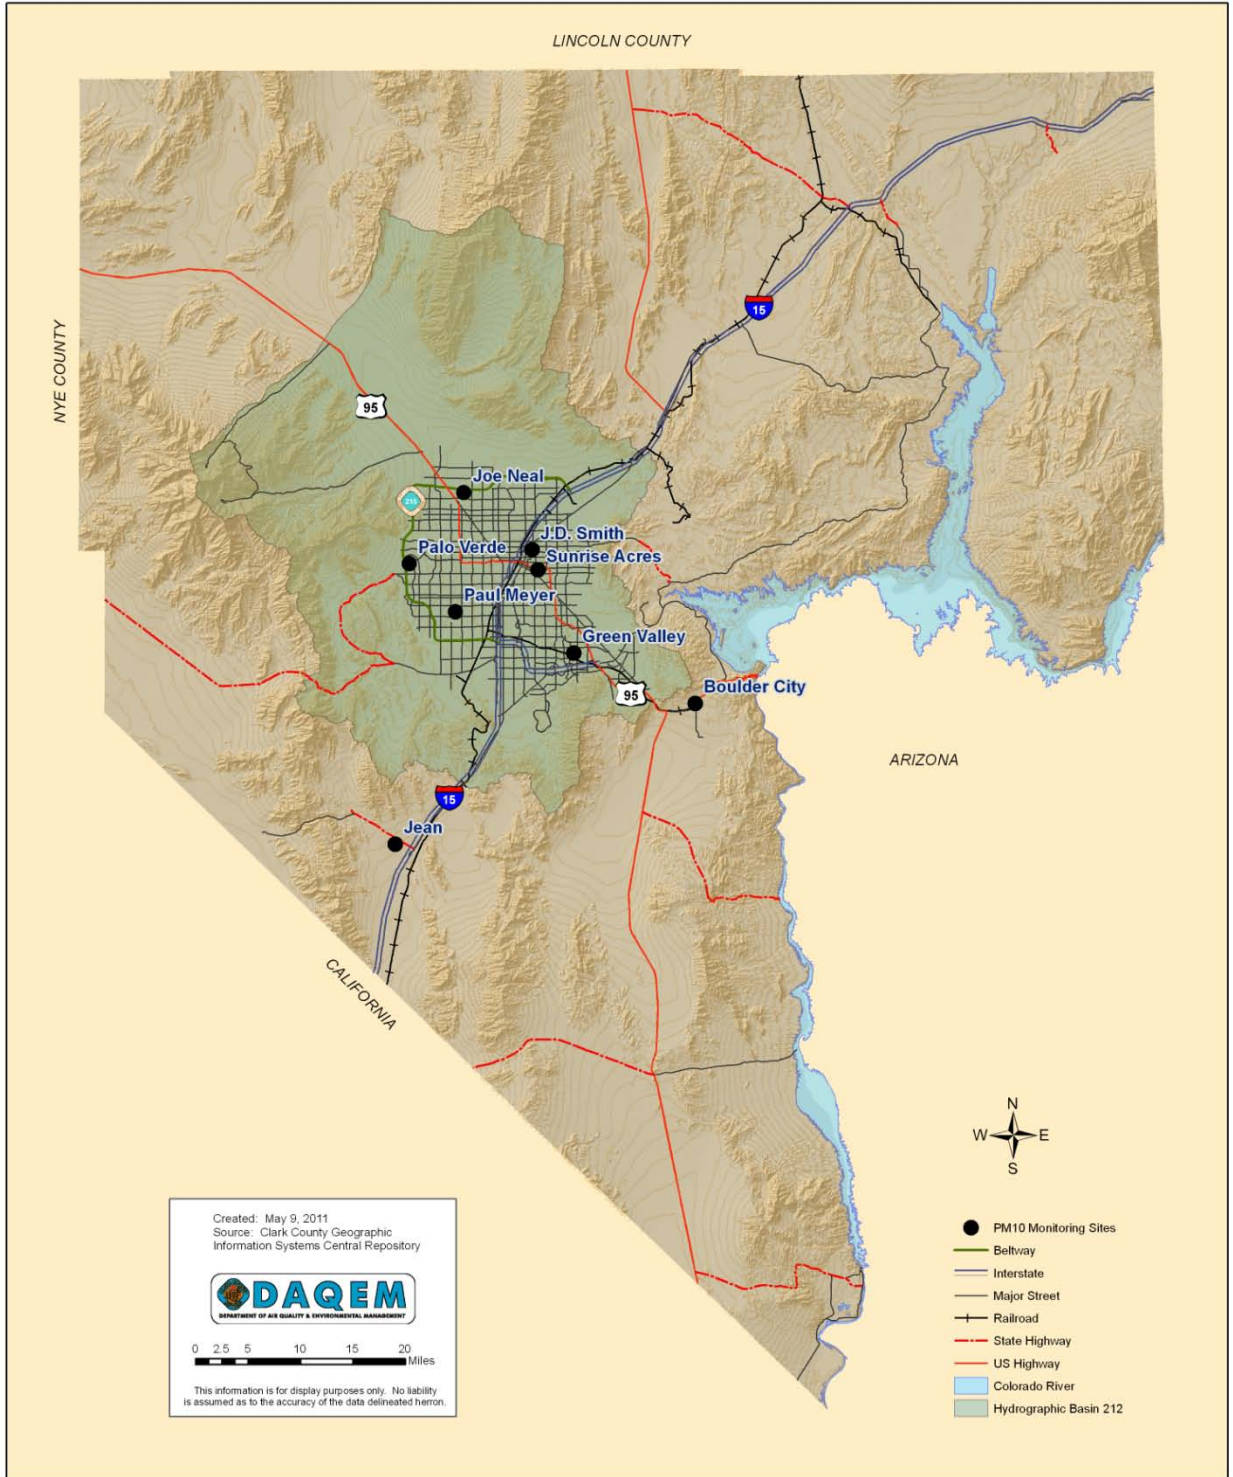 LINCOLN COUNTY
NYE COUNTY
15
95
Joe Neal
215
J.D. Smith
Palo Verde
Sunrise Acres
Paul Meyer
Green Valley
95
Boulder City
ARIZONA
15
Jean
CALIFORNIA
N
W E
S
Created: May 9, 2011
Source: Clark County Geographic
Information Systems Central Repository
DAQEM
DEPARTMENT OF AIR QUALITY & ENVIRONMENTAL MANAGEMENT
0 2.5 5 10 15 20
Miles
This information is for display purposes only. No liability
is assumed as to the accuracy of the data delineated herron.
PM10 Monitoring Sites
Beltway
Interstate
Major Street
Railroad
State Highway
US Highway
Colorado River
Hydrographic Basin 212